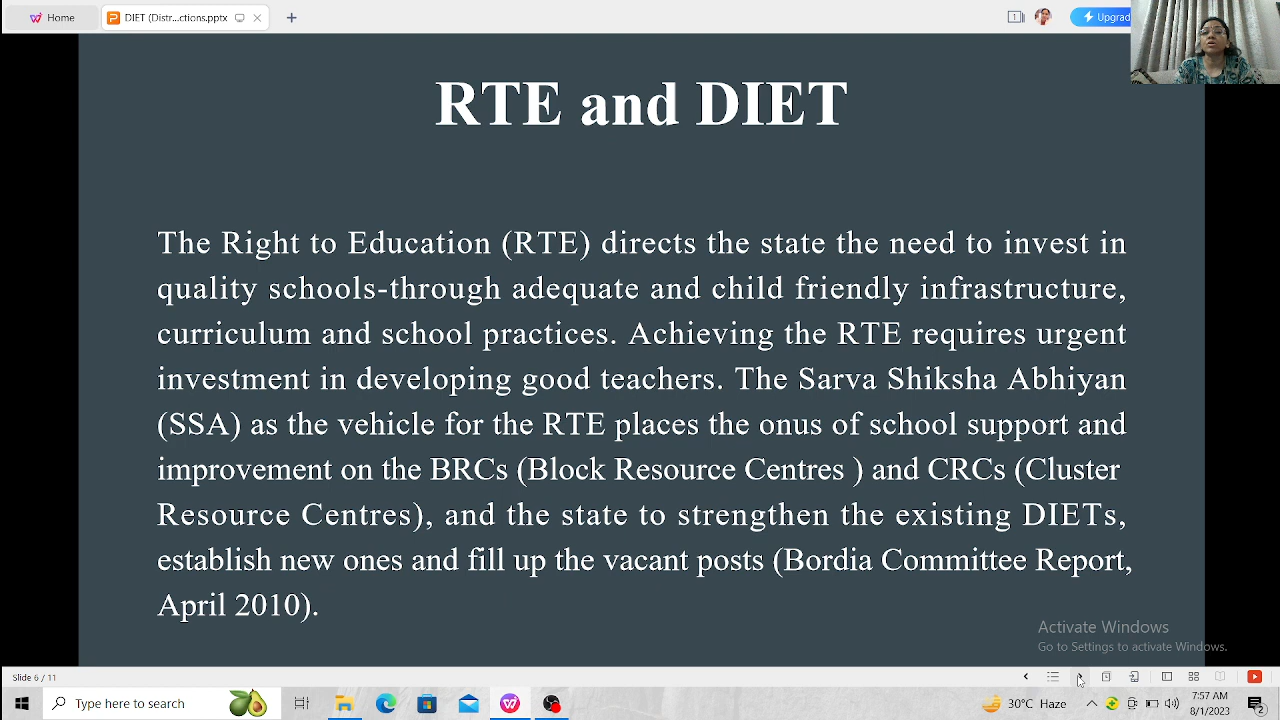 Home
DIET (Distr...ctions.pptx
Upgrad
RTE and DIET
The Right to Education (RTE) directs the state the need to invest in
quality schools-through adequate and child friendly infrastructure,
curriculum and school practices. Achieving the RTE requires urgent
investment in developing good teachers. The Sarva Shiksha Abhiyan
(SSA) as the vehicle for the RTE places the onus of school support and
improvement on the BRCs (Block Resource Centres ) and CRCs (Cluster
Resource Centres), and the state to strengthen the existing DIETs,
establish new ones and fill up the vacant posts (Bordia Committee Report,
April 2010).
Activate Windows
Go to Settings to activate Windows.
Slide 6 / 11
Type here to search
30°C Haze
7:57 AM
8/1/2023
2